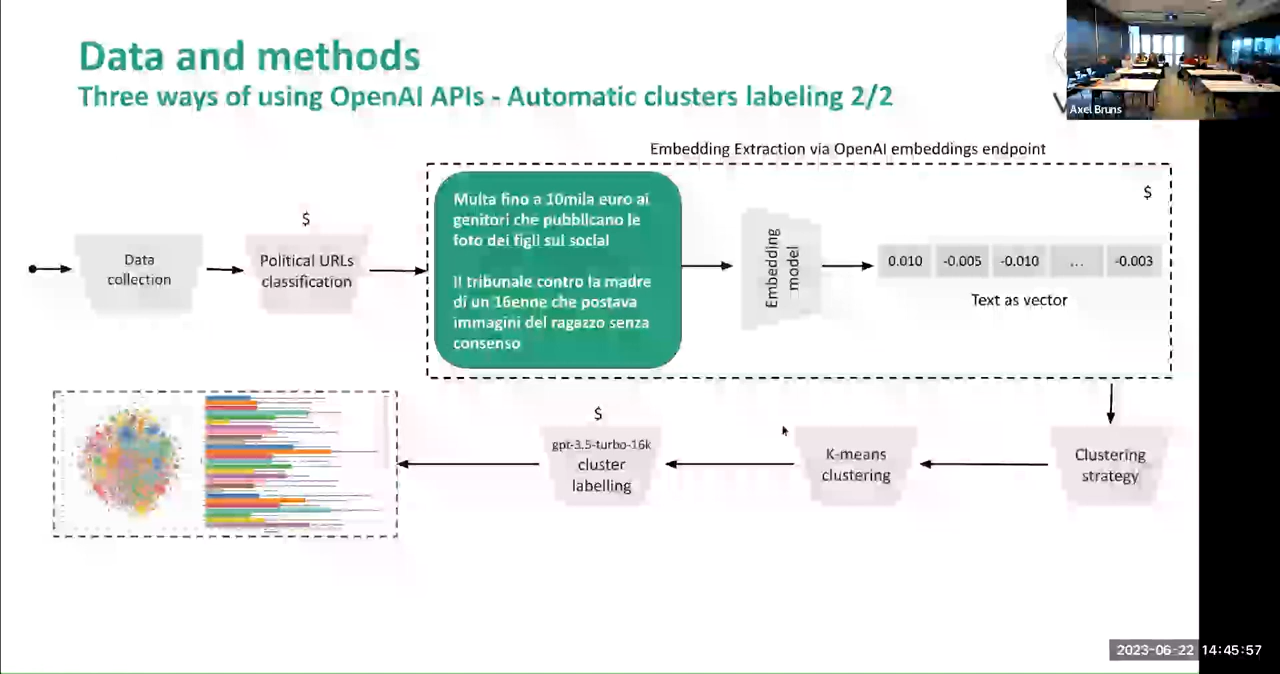 Data and methods
Three ways of using OpenAI APIs - Automatic clusters labeling 2/2
Axel Bruns
Embedding Extraction via OpenAI embeddings endpoint
$
$
Data
collection
Political URLs
classification
Multa fino a 10mila euro ai
genitori che pubblicano le
foto dei figli sui social
Il tribunale contro la madre
di un 16enne che postava
immagini del ragazzo senza
consenso
Embedding
model
0.010
-0.005
-0.010
...
-0.003
Text as vector
$
gpt-3.5-turbo-16k
cluster
labelling
K-means
clustering
Clustering
strategy
2023-06-22 14:45:57